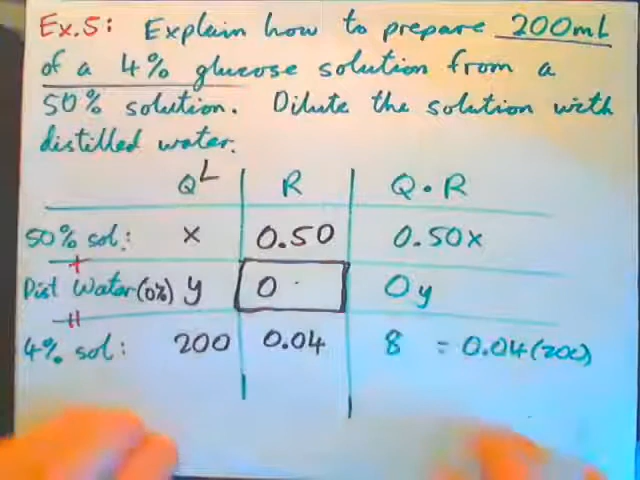 Ex.5: Explain how to prepare 200mL
of a 4% glucose solution from a
50% solution. Dilute the solution with
distilled water.
Q L R Q · R
50% sol: x 0.50 0.50x
+
Dist Water (0%) y 0 0y
=
4% sol: 200 0.04 8 = 0.04(200)